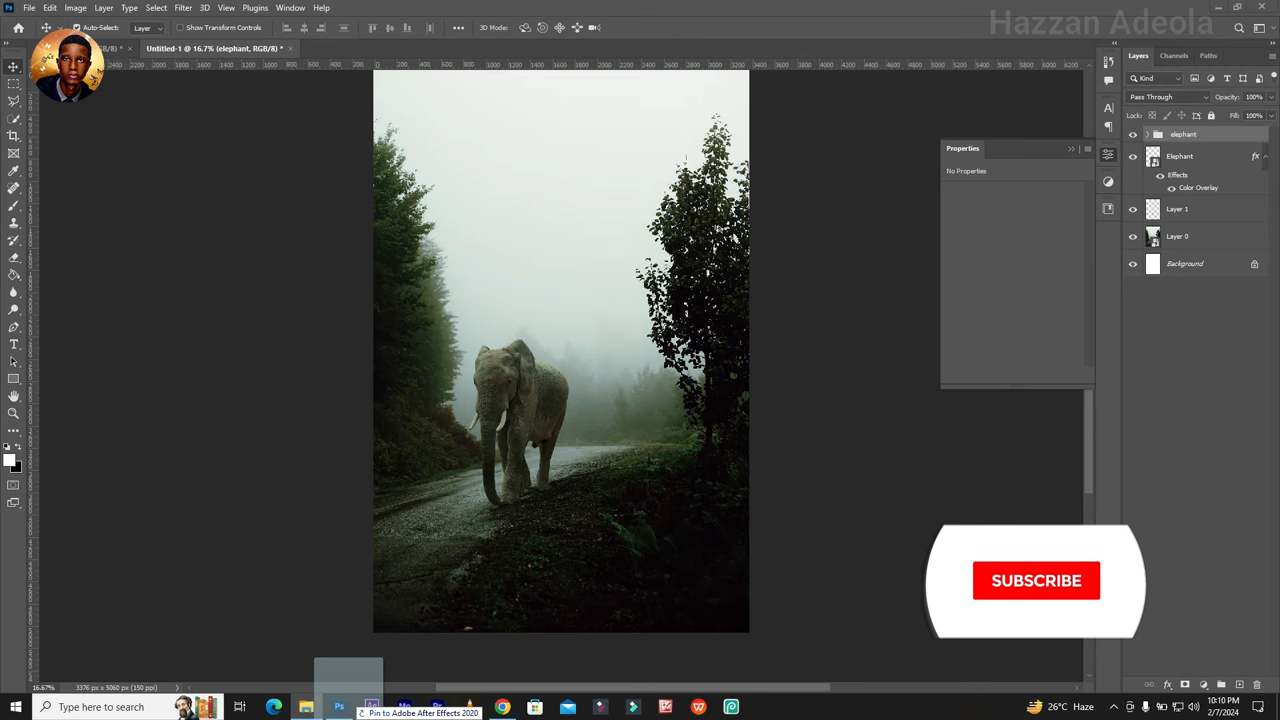 Ps File Edit Image Layer Type Select Filter 3D View Plugins Window Help
Hazzan Adeola
Auto-Select: Layer Show Transform Controls 3D Mode:
Untitled-1 @ 16.7% (elephant, RGB/8) *
Layers Channels Paths
Kind
Pass Through Opacity: 100%
Lock: Fill: 100%
elephant
Elephant fx
Effects
Color Overlay
Layer 1
Layer 0
Background
Properties
No Properties
SUBSCRIBE
16.67% 3376 px x 5060 px (150 ppi)
Type here to search
Pin to Adobe After Effects 2020
26°C Haze
10:10 PM
2/7/2024